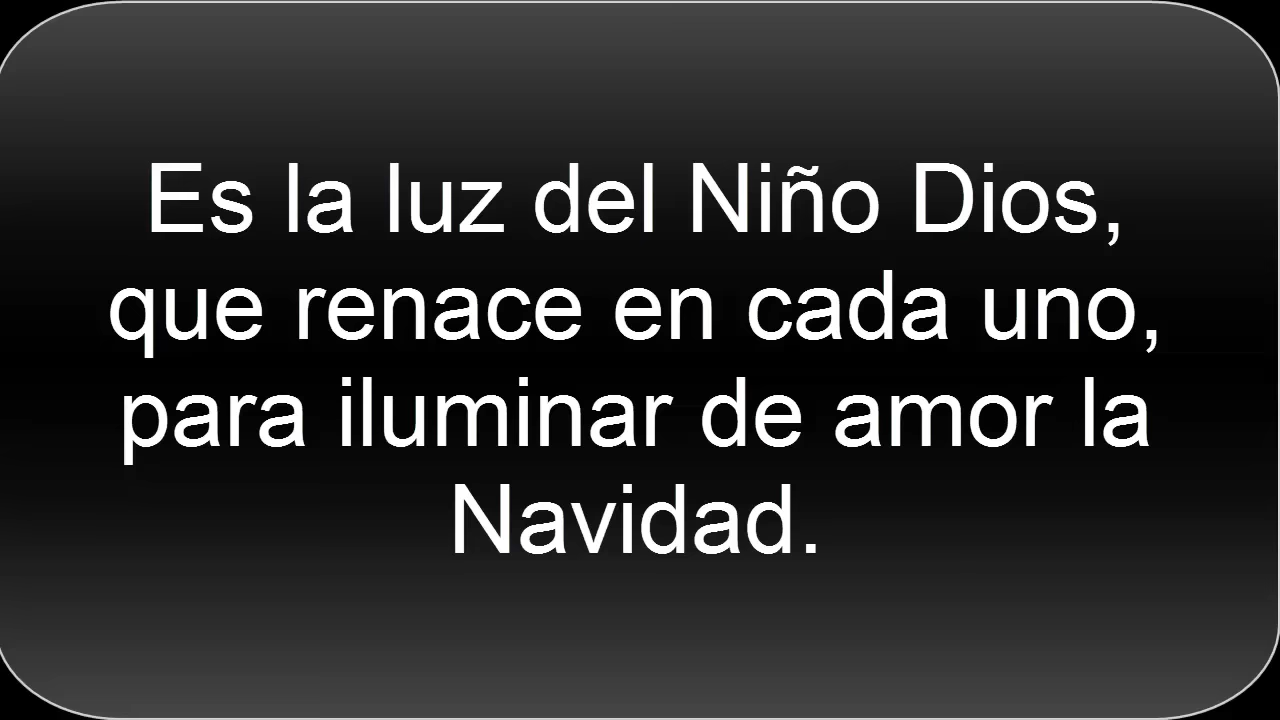 Es la luz del Niño Dios,
que renace en cada uno,
para iluminar de amor la
Navidad.